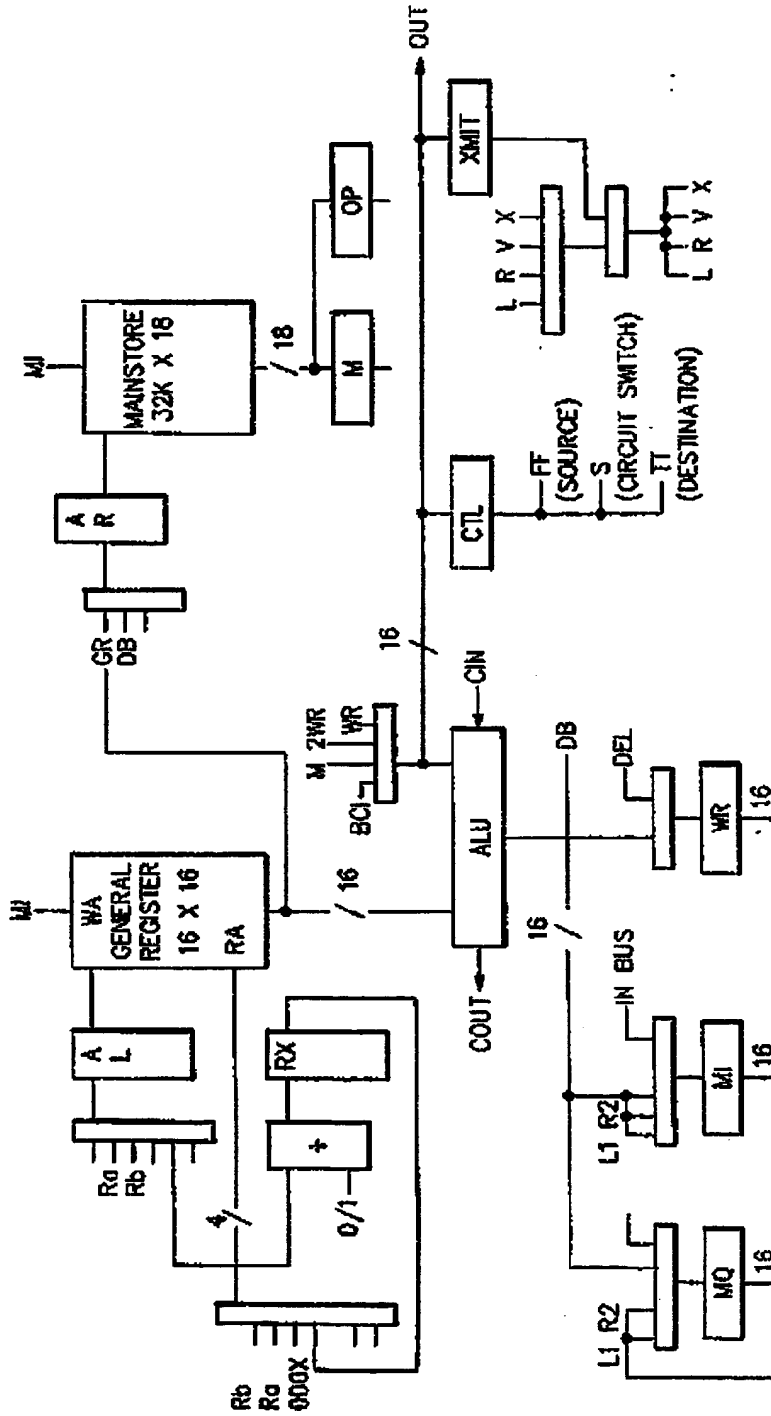 MI
MAINSTORE
32K X 18
18
OP
M
A
R
GR
DB
MI
WA
GENERAL
REGISTER
16 X 16
RA
A
L
Ra
Rb
RX
+
0/1
4
Rb
Ra
000X
16
M
2WR
WR
BCI
16
CIN
ALU
COUT
OUT
XMIT
L R V X
L R V X
CTL
FF
(SOURCE)
S
(CIRCUIT SWITCH)
TT
(DESTINATION)
DB
16
DEL
WR
16
IN BUS
L1 R2
MI
16
L1 R2
MQ
16